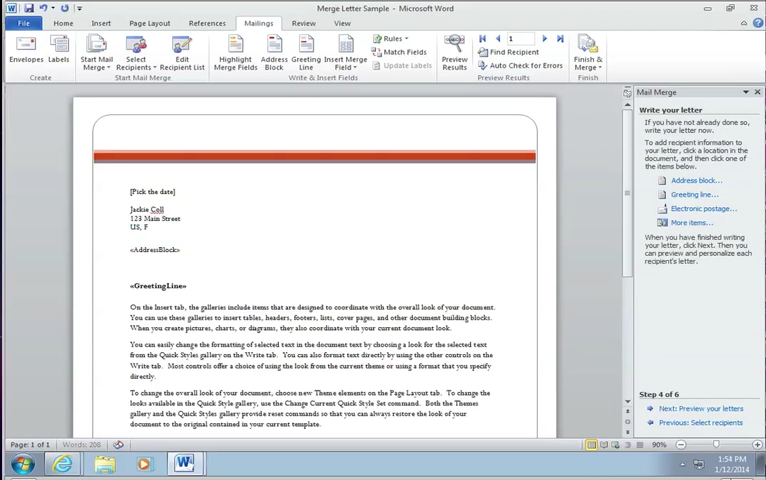 Merge Letter Sample - Microsoft Word
File Home Insert Page Layout References Mailings Review View
Envelopes Labels
Create
Start Mail Merge Select Recipients Edit Recipient List
Start Mail Merge
Highlight Merge Fields Address Block Greeting Line Insert Merge Field
Rules
Match Fields
Update Labels
Write & Insert Fields
Preview Results
1
Find Recipient
Auto Check for Errors
Preview Results
Finish & Merge
Finish
[Pick the date]
Jackie Coll
123 Main Street
US, F
«AddressBlock»
«GreetingLine»
On the Insert tab, the galleries include items that are designed to coordinate with the overall look of your document.
You can use these galleries to insert tables, headers, footers, lists, cover pages, and other document building blocks.
When you create pictures, charts, or diagrams, they also coordinate with your current document look.
You can easily change the formatting of selected text in the document text by choosing a look for the selected text
from the Quick Styles gallery on the Write tab. You can also format text directly by using the other controls on the
Write tab. Most controls offer a choice of using the look from the current theme or using a format that you specify
directly.
To change the overall look of your document, choose new Theme elements on the Page Layout tab. To change the
looks available in the Quick Style gallery, use the Change Current Quick Style Set command. Both the Themes
gallery and the Quick Styles gallery provide reset commands so that you can always restore the look of your
document to the original contained in your current template.
Mail Merge
Write your letter
If you have not already done so,
write your letter now.
To add recipient information to
your letter, click a location in the
document, and then click one of
the items below.
Address block...
Greeting line...
Electronic postage...
More items...
When you have finished writing
your letter, click Next. Then you
can preview and personalize each
recipient's letter.
Step 4 of 6
Next: Preview your letters
Previous: Select recipients
Page: 1 of 1 Words: 208 90%
1:54 PM
1/12/2014